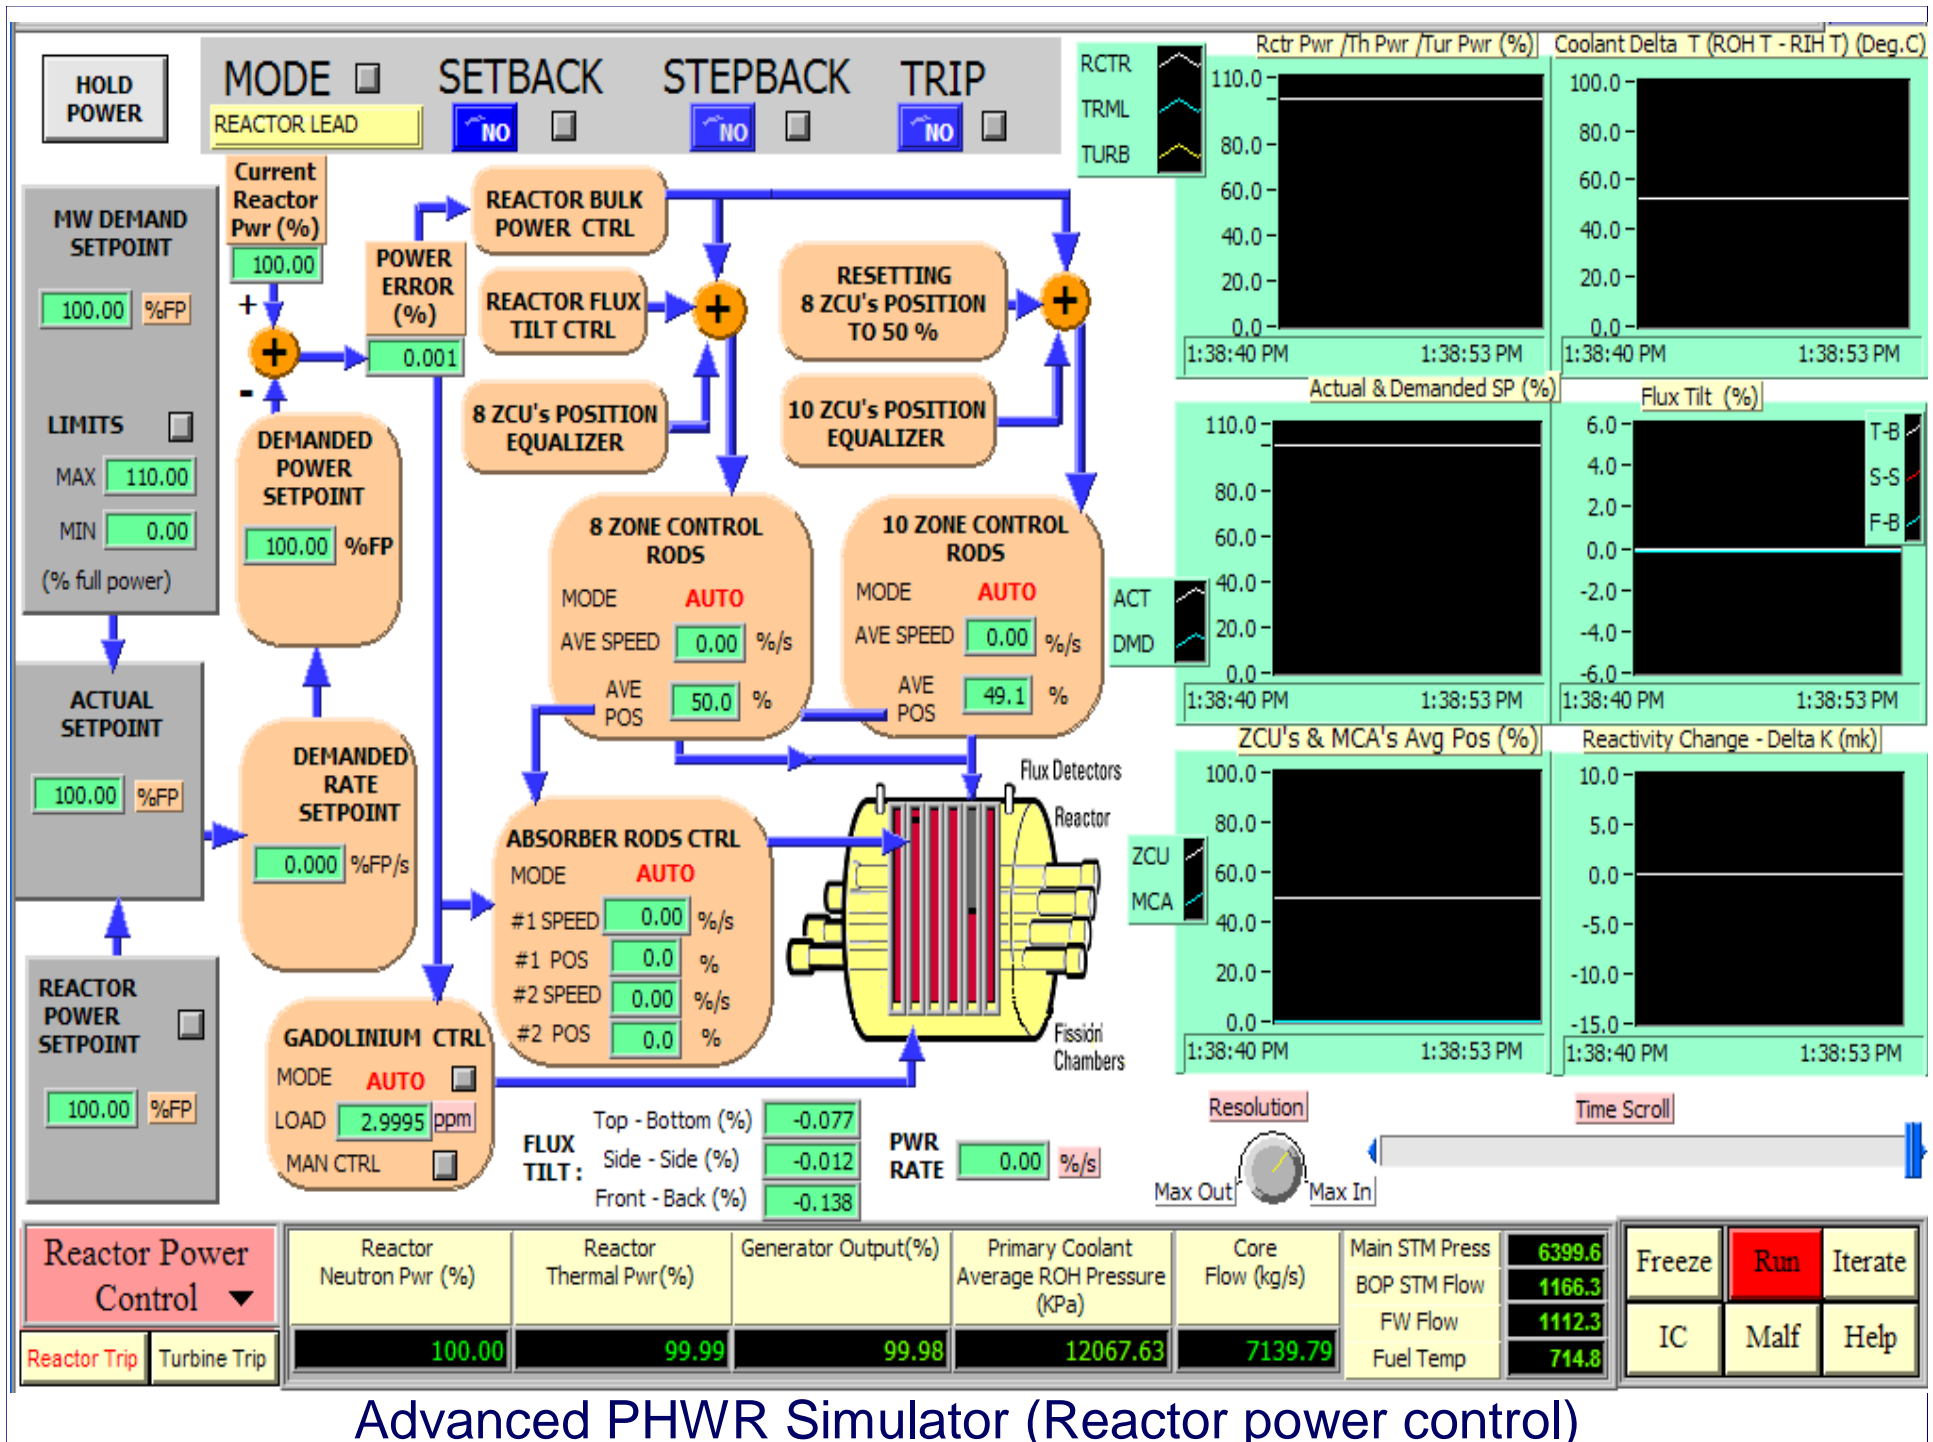 HOLD
POWER
MODE
REACTOR LEAD
SETBACK
NO
STEPBACK
NO
TRIP
NO
MW DEMAND
SETPOINT
100.00 %FP
LIMITS
MAX 110.00
MIN 0.00
(% full power)
ACTUAL
SETPOINT
100.00 %FP
REACTOR
POWER
SETPOINT
100.00 %FP
Current
Reactor
Pwr (%)
100.00
+
+
-
POWER
ERROR
(%)
0.001
DEMANDED
POWER
SETPOINT
100.00 %FP
DEMANDED
RATE
SETPOINT
0.000 %FP/s
REACTOR BULK
POWER CTRL
REACTOR FLUX
TILT CTRL
+
8 ZCU's POSITION
EQUALIZER
RESETTING
8 ZCU's POSITION
TO 50 %
+
10 ZCU's POSITION
EQUALIZER
8 ZONE CONTROL
RODS
MODE AUTO
AVE SPEED 0.00 %/s
AVE
POS 50.0 %
10 ZONE CONTROL
RODS
MODE AUTO
AVE SPEED 0.00 %/s
AVE
POS 49.1 %
ABSORBER RODS CTRL
MODE AUTO
#1 SPEED 0.00 %/s
#1 POS 0.0 %
#2 SPEED 0.00 %/s
#2 POS 0.0 %
GADOLINIUM CTRL
MODE AUTO
LOAD 2.9995 ppm
MAN CTRL
Flux Detectors
Reactor
Fission
Chambers
FLUX
TILT :
Top - Bottom (%) -0.077
Side - Side (%) -0.012
Front - Back (%) -0.138
PWR
RATE 0.00 %/s
Rctr Pwr /Th Pwr /Tur Pwr (%)
RCTR
TRML
TURB
110.0
80.0
60.0
40.0
20.0
0.0
1:38:40 PM 1:38:53 PM
Coolant Delta T (ROH T - RIH T) (Deg.C)
100.0
80.0
60.0
40.0
20.0
0.0
1:38:40 PM 1:38:53 PM
Actual & Demanded SP (%)
110.0
80.0
60.0
40.0
20.0
0.0
ACT
DMD
1:38:40 PM 1:38:53 PM
Flux Tilt (%)
6.0
4.0
2.0
0.0
-2.0
-4.0
-6.0
T-B
S-S
F-B
1:38:40 PM 1:38:53 PM
ZCU's & MCA's Avg Pos (%)
100.0
80.0
60.0
40.0
20.0
0.0
ZCU
MCA
1:38:40 PM 1:38:53 PM
Reactivity Change - Delta K (mk)
10.0
5.0
0.0
-5.0
-10.0
-15.0
1:38:40 PM 1:38:53 PM
Resolution
Max Out Max In
Time Scroll
Reactor Power
Control
Reactor Trip Turbine Trip
Reactor
Neutron Pwr (%)
100.00
Reactor
Thermal Pwr(%)
99.99
Generator Output(%)
99.98
Primary Coolant
Average ROH Pressure
(KPa)
12067.63
Core
Flow (kg/s)
7139.79
Main STM Press 6399.6
BOP STM Flow 1166.3
FW Flow 1112.3
Fuel Temp 714.8
Freeze Run Iterate
IC Malf Help
Advanced PHWR Simulator (Reactor power control)